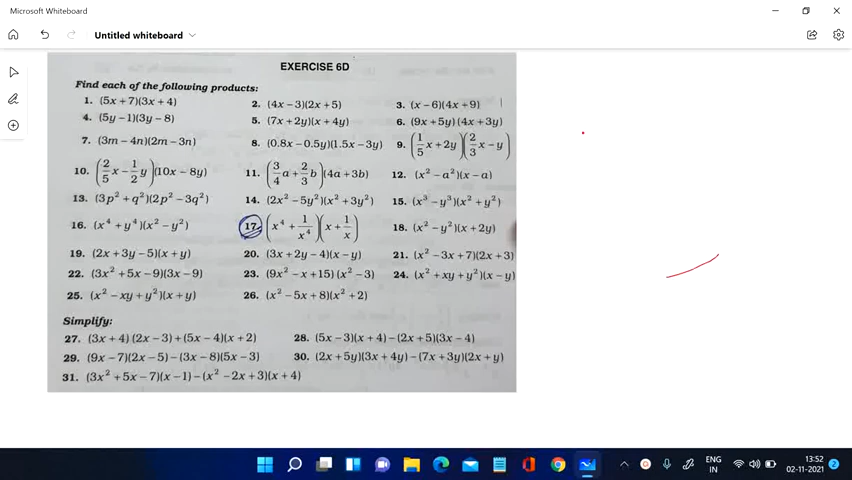 Microsoft Whiteboard
Untitled whiteboard
EXERCISE 6D
Find each of the following products:
1. (5x + 7)(3x + 4) 2. (4x − 3)(2x + 5) 3. (x − 6)(4x + 9)
4. (5y − 1)(3y − 8) 5. (7x + 2y)(x + 4y) 6. (9x + 5y)(4x + 3y)
7. (3m − 4n)(2m − 3n) 8. (0.8x − 0.5y)(1.5x − 3y) 9. (1/5 x + 2y)(2/3 x − y)
10. (2/5 x − 1/2 y)(10x − 8y) 11. (3/4 a + 2/3 b)(4a + 3b) 12. (x² − a²)(x − a)
13. (3p² + q²)(2p² − 3q²) 14. (2x² − 5y²)(x² + 3y²) 15. (x³ − y³)(x² + y²)
16. (x⁴ + y⁴)(x² − y²) 17. (x⁴ + 1/x⁴)(x + 1/x) 18. (x² − y²)(x + 2y)
19. (2x + 3y − 5)(x + y) 20. (3x + 2y − 4)(x − y) 21. (x² − 3x + 7)(2x + 3)
22. (3x² + 5x − 9)(3x − 9) 23. (9x² − x + 15)(x² − 3) 24. (x² + xy + y²)(x − y)
25. (x² − xy + y²)(x + y) 26. (x² − 5x + 8)(x² + 2)
Simplify:
27. (3x + 4)(2x − 3) + (5x − 4)(x + 2) 28. (5x − 3)(x + 4) − (2x + 5)(3x − 4)
29. (9x − 7)(2x − 5) − (3x − 8)(5x − 3) 30. (2x + 5y)(3x + 4y) − (7x + 3y)(2x + y)
31. (3x² + 5x − 7)(x − 1) − (x² − 2x + 3)(x + 4)
ENG
IN
13:52
02-11-2021
2